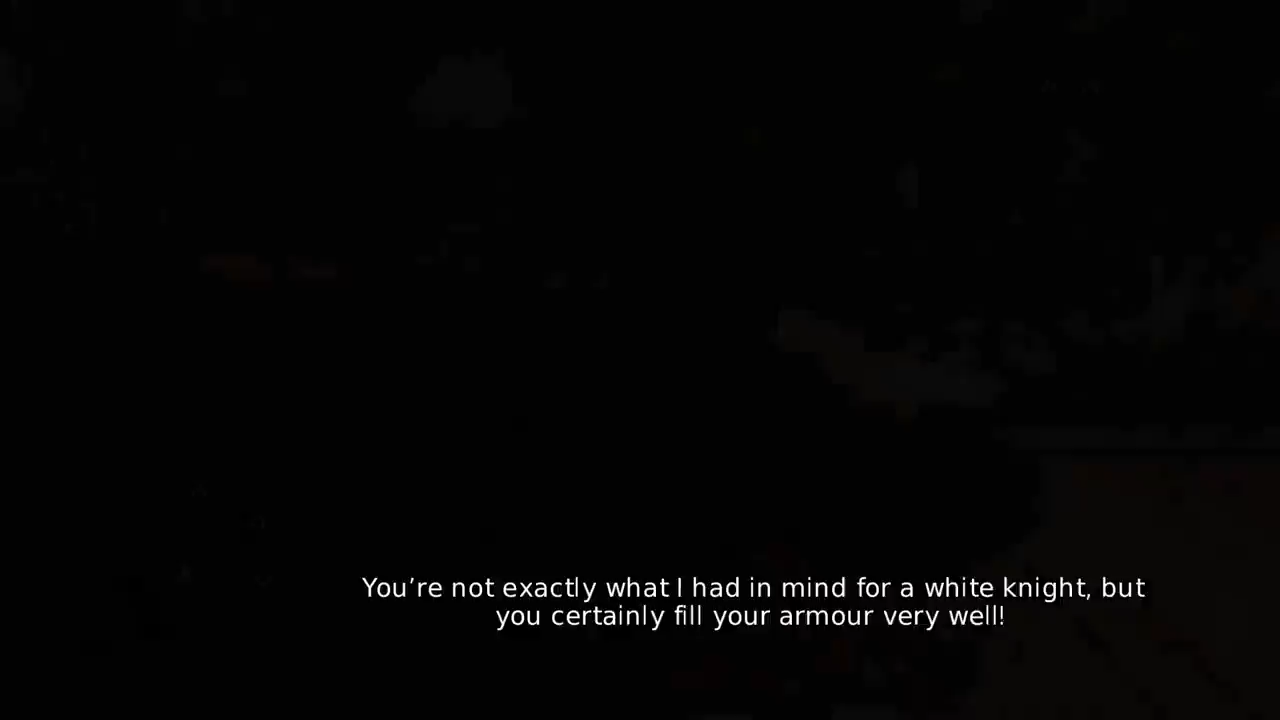 You’re not exactly what I had in mind for a white knight, but
you certainly fill your armour very well!